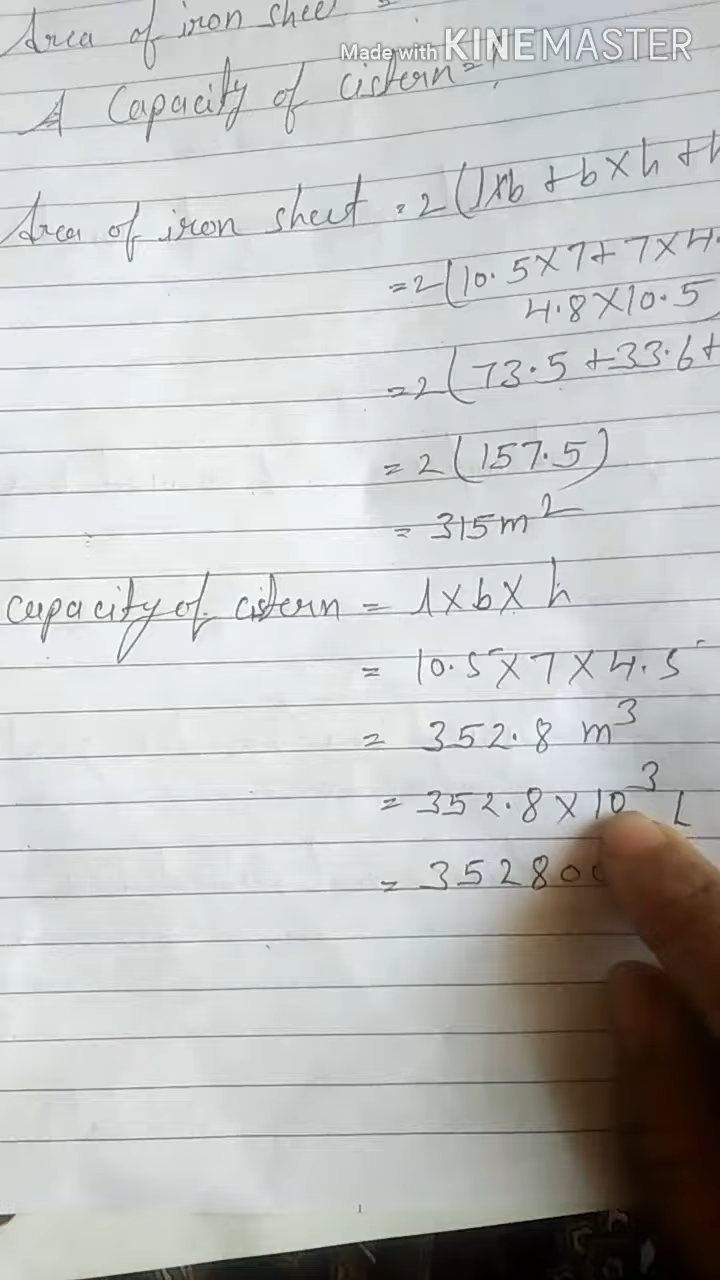 Area of iron shee =
Made with KINEMASTER
A Capacity of cistern = ?
Area of iron sheet = 2(l×b + b×h + h
= 2(10.5×7+7×4.
4.8×10.5
= 2(73.5+33.6+
= 2(157.5)
= 315m²
capacity of cistern = l×b×h
= 10.5×7×4.5
= 352.8 m³
= 352.8×10³ L
= 352800